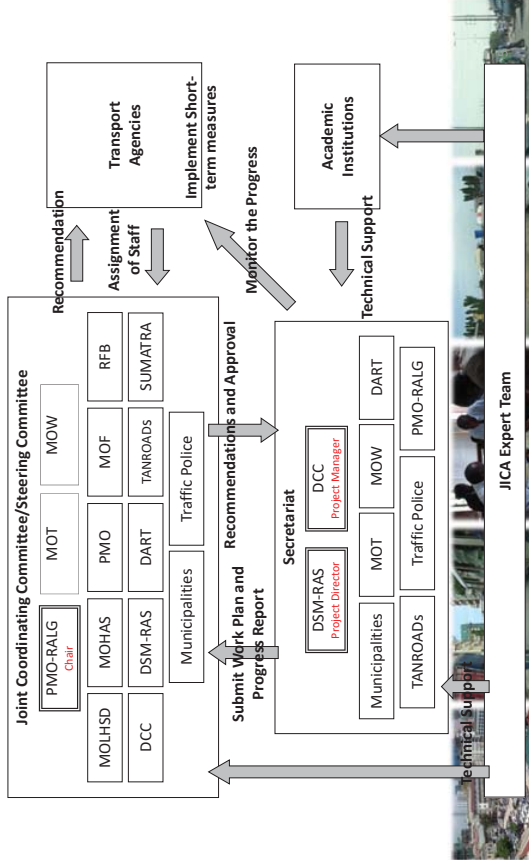 Joint Coordinating Committee/Steering Committee
PMO-RALG
Chair
MOT
MOW
MOLHSD
MOHAS
PMO
MOF
RFB
DCC
DSM-RAS
DART
TANROADs
SUMATRA
Municipalities
Traffic Police
Recommendation
Assignment
of Staff
Transport
Agencies
Implement Short-
term measures
Submit Work Plan and
Progress Report
Recommendations and Approval
Monitor the Progress
Secretariat
DSM-RAS
Project Director
DCC
Project Manager
Municipalities
MOT
MOW
DART
TANROADs
Traffic Police
PMO-RALG
Technical Support
Academic
Institutions
Technical Support
JICA Expert Team